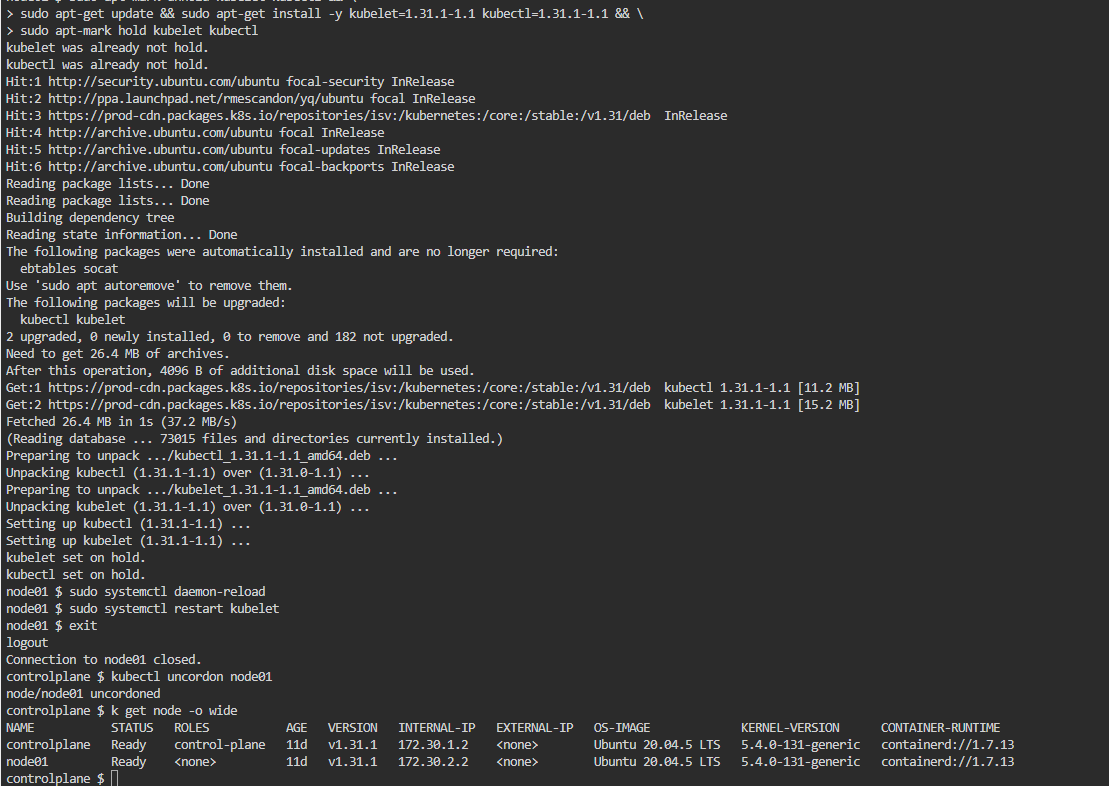 > sudo apt-get update && sudo apt-get install -y kubelet=1.31.1-1.1 kubectl=1.31.1-1.1 && \
> sudo apt-mark hold kubelet kubectl
kubelet was already not hold.
kubectl was already not hold.
Hit:1 http://security.ubuntu.com/ubuntu focal-security InRelease
Hit:2 http://ppa.launchpad.net/rmescandon/yq/ubuntu focal InRelease
Hit:3 https://prod-cdn.packages.k8s.io/repositories/isv:/kubernetes:/core:/stable:/v1.31/deb  InRelease
Hit:4 http://archive.ubuntu.com/ubuntu focal InRelease
Hit:5 http://archive.ubuntu.com/ubuntu focal-updates InRelease
Hit:6 http://archive.ubuntu.com/ubuntu focal-backports InRelease
Reading package lists... Done
Reading package lists... Done
Building dependency tree
Reading state information... Done
The following packages were automatically installed and are no longer required:
  ebtables socat
Use 'sudo apt autoremove' to remove them.
The following packages will be upgraded:
  kubectl kubelet
2 upgraded, 0 newly installed, 0 to remove and 182 not upgraded.
Need to get 26.4 MB of archives.
After this operation, 4096 B of additional disk space will be used.
Get:1 https://prod-cdn.packages.k8s.io/repositories/isv:/kubernetes:/core:/stable:/v1.31/deb  kubectl 1.31.1-1.1 [11.2 MB]
Get:2 https://prod-cdn.packages.k8s.io/repositories/isv:/kubernetes:/core:/stable:/v1.31/deb  kubelet 1.31.1-1.1 [15.2 MB]
Fetched 26.4 MB in 1s (37.2 MB/s)
(Reading database ... 73015 files and directories currently installed.)
Preparing to unpack .../kubectl_1.31.1-1.1_amd64.deb ...
Unpacking kubectl (1.31.1-1.1) over (1.31.0-1.1) ...
Preparing to unpack .../kubelet_1.31.1-1.1_amd64.deb ...
Unpacking kubelet (1.31.1-1.1) over (1.31.0-1.1) ...
Setting up kubectl (1.31.1-1.1) ...
Setting up kubelet (1.31.1-1.1) ...
kubelet set on hold.
kubectl set on hold.
node01 $ sudo systemctl daemon-reload
node01 $ sudo systemctl restart kubelet
node01 $ exit
logout
Connection to node01 closed.
controlplane $ kubectl uncordon node01
node/node01 uncordoned
controlplane $ k get node -o wide
NAME           STATUS   ROLES           AGE   VERSION   INTERNAL-IP   EXTERNAL-IP   OS-IMAGE             KERNEL-VERSION      CONTAINER-RUNTIME
controlplane   Ready    control-plane   11d   v1.31.1   172.30.1.2    <none>        Ubuntu 20.04.5 LTS   5.4.0-131-generic   containerd://1.7.13
node01         Ready    <none>          11d   v1.31.1   172.30.2.2    <none>        Ubuntu 20.04.5 LTS   5.4.0-131-generic   containerd://1.7.13
controlplane $